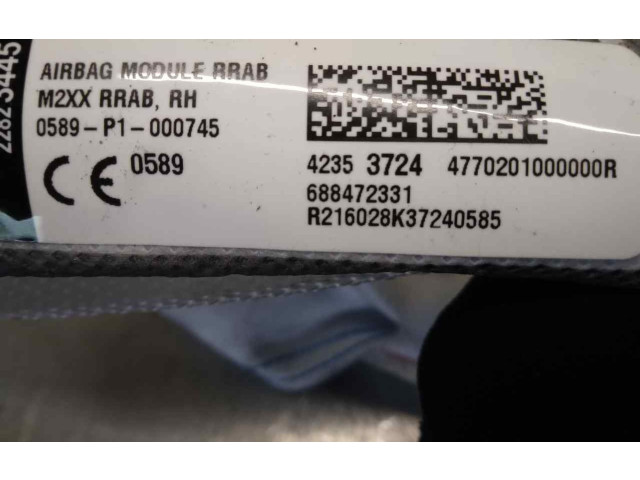 AIRBAG MODULE RRAB
M2XX RRAB, RH
0589-P1-000745
CE 0589
4235 3724 4770201000000R
688472331
R216028K37240585